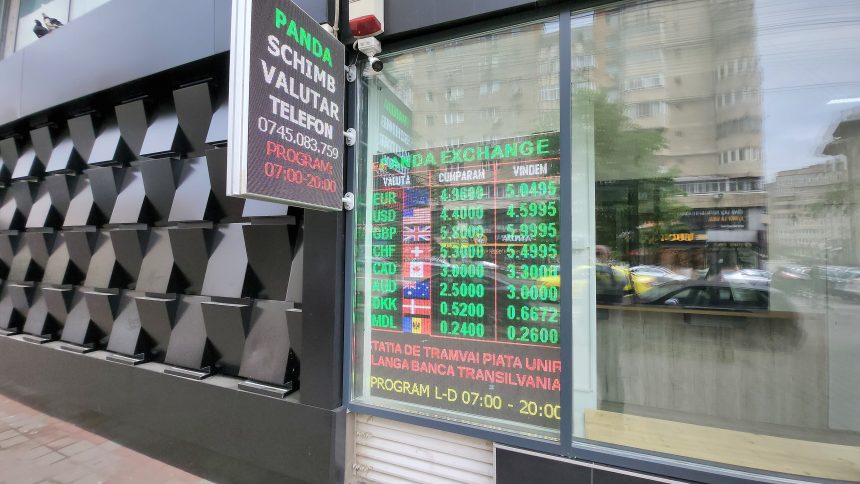 PANDA
SCHIMB
VALUTAR
TELEFON
0745.083.759
PROGRAM:
07:00-20:00
PANDA EXCHANGE
VALUTA CUMPARAM VINDEM
EUR 4.9690 5.0495
USD 4.4000 4.5995
GBP 5.8000 5.9995
CHF 5.3000 5.4995
CAD 3.0000 3.3000
AUD 2.5000 3.0000
DKK 0.5200 0.6672
MDL 0.2400 0.2600
STATIA DE TRAMVAI PIATA UNIR
LANGA BANCA TRANSILVANIA
PROGRAM L-D 07:00 - 20:00